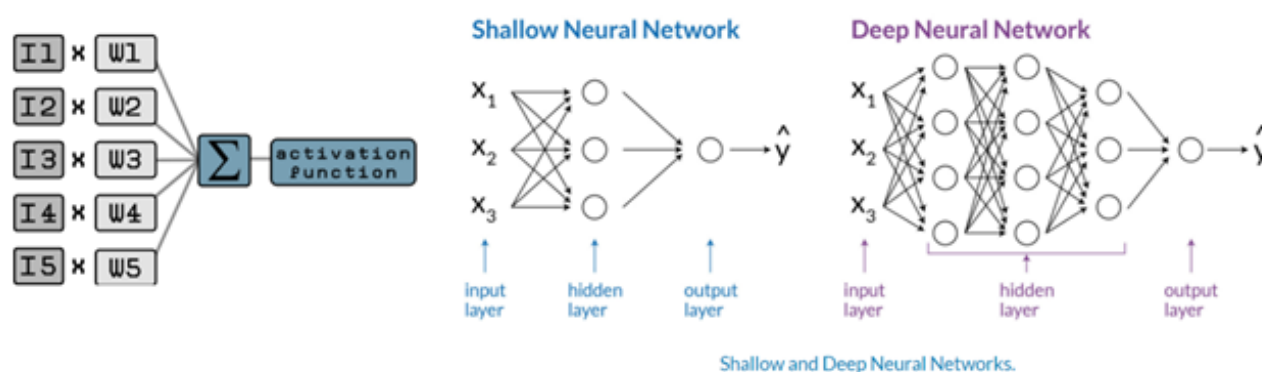 I1 x W1
I2 x W2
I3 x W3
I4 x W4
I5 x W5
Σ
activation
function
Shallow Neural Network
x1
x2
x3
ŷ
input
layer
hidden
layer
output
layer
Deep Neural Network
x1
x2
x3
ŷ
input
layer
hidden
layer
output
layer
Shallow and Deep Neural Networks.